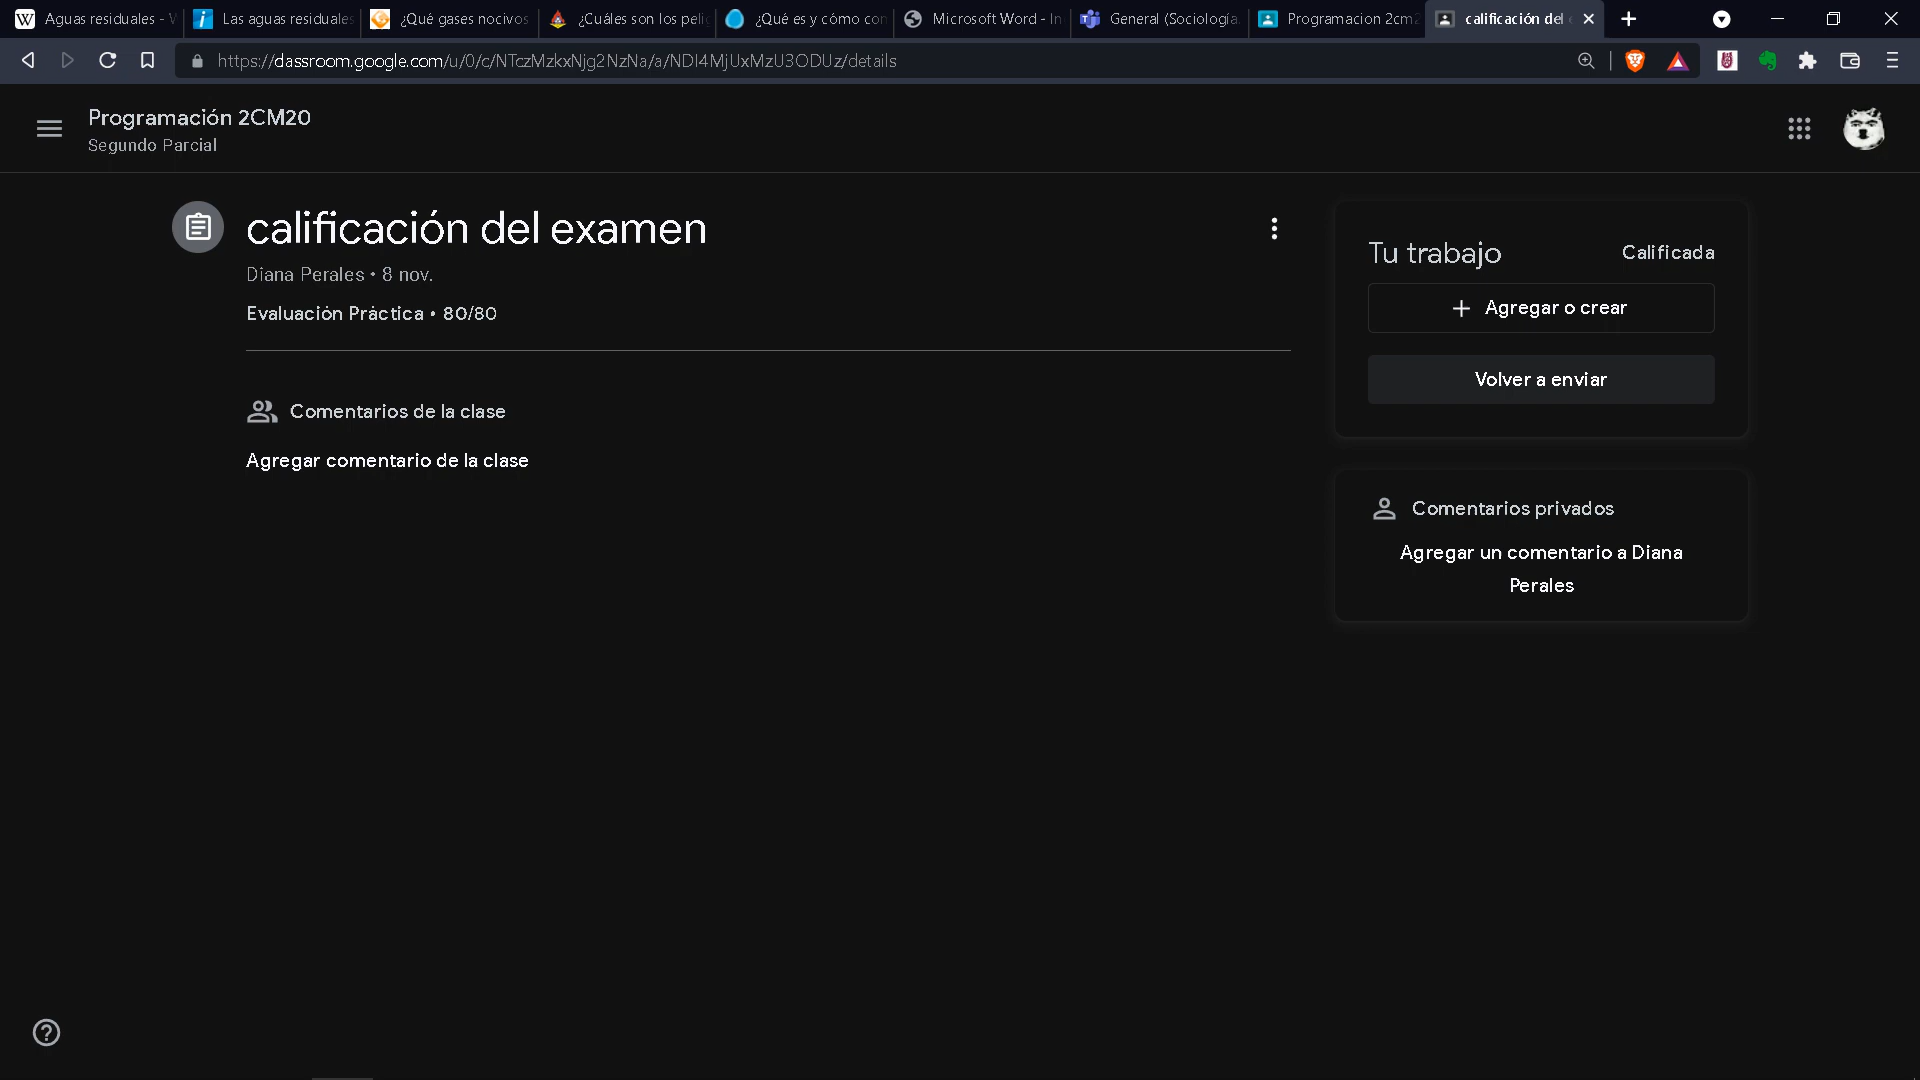 Aguas residuales - W
Las aguas residuales
¿Qué gases nocivos
¿Cuáles son los peli
¿Qué es y cómo con
Microsoft Word - In
General (Sociología
Programacion 2cm2
calificación del
https://classroom.google.com/u/0/c/NTczMzkxNjg2NzNa/a/NDI4MjUxMzU3ODUz/details
Programación 2CM20
Segundo Parcial
calificación del examen
Diana Perales • 8 nov.
Evaluación Práctica • 80/80
Comentarios de la clase
Agregar comentario de la clase
Tu trabajo
Calificada
+ Agregar o crear
Volver a enviar
Comentarios privados
Agregar un comentario a Diana
Perales